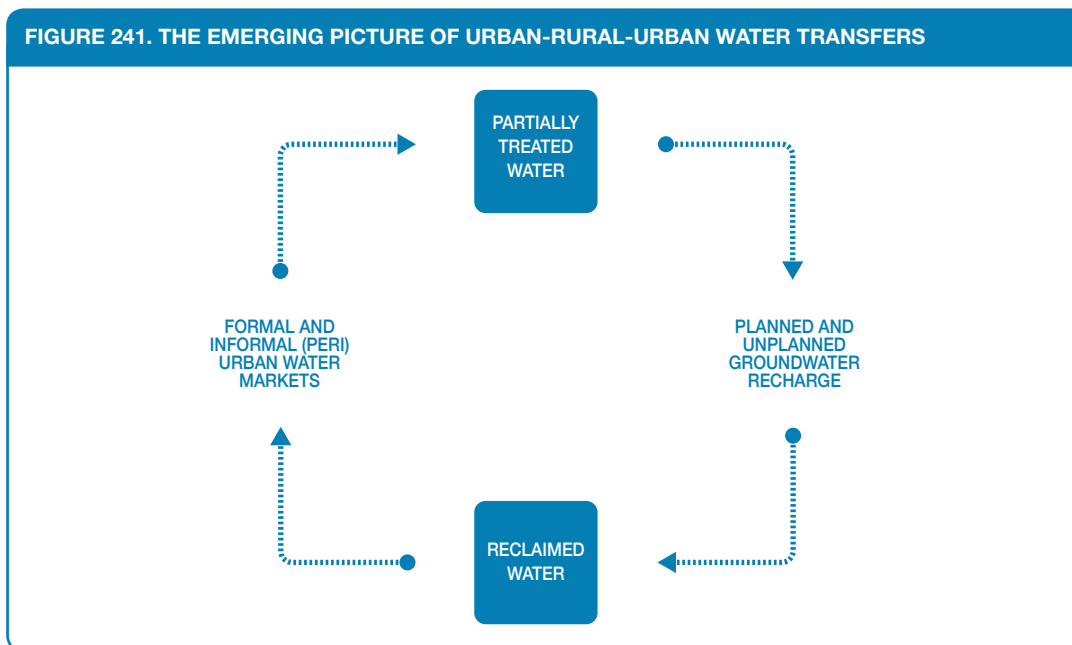 FIGURE 241. THE EMERGING PICTURE OF URBAN-RURAL-URBAN WATER TRANSFERS
PARTIALLY
TREATED
WATER
FORMAL AND
INFORMAL (PERI)
URBAN WATER
MARKETS
PLANNED AND
UNPLANNED
GROUNDWATER
RECHARGE
RECLAIMED
WATER